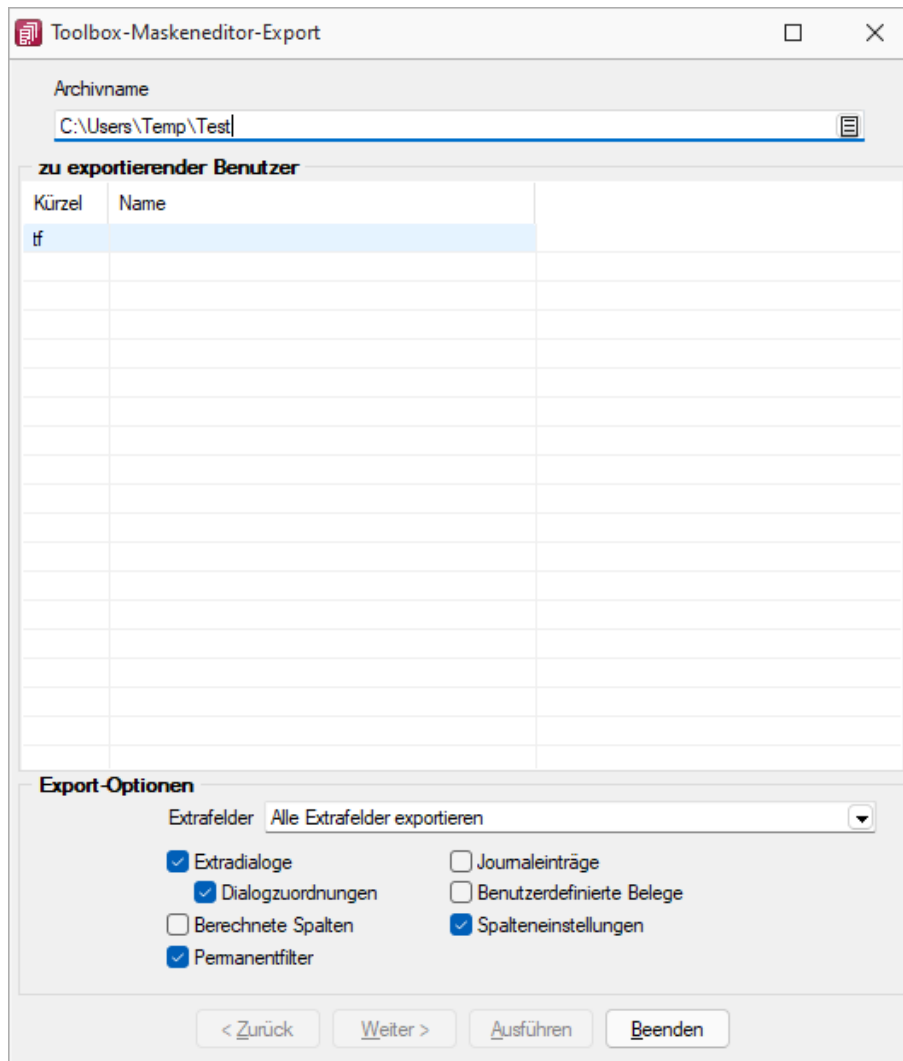 Toolbox-Maskeneditor-Export
Archivname
C:\Users\Temp\Test
zu exportierender Benutzer
Kürzel Name
tf
Export-Optionen
Extrafelder Alle Extrafelder exportieren
Extradialoge Journaleinträge
Dialogzuordnungen Benutzerdefinierte Belege
Berechnete Spalten Spalteneinstellungen
Permanentfilter
< Zurück Weiter > Ausführen Beenden